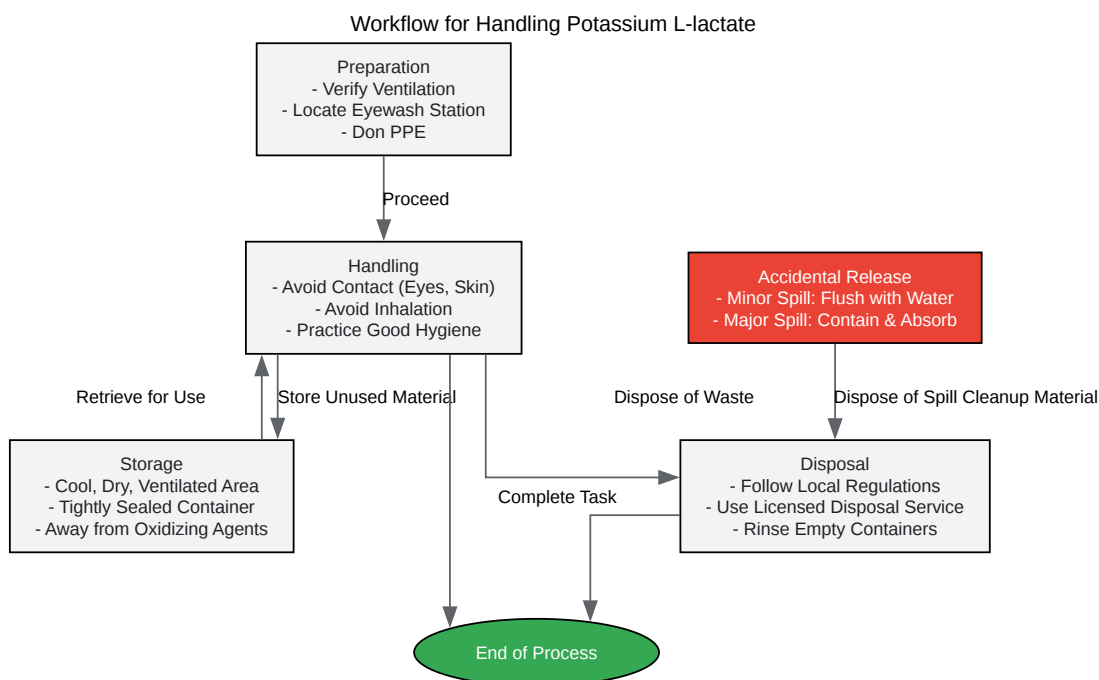 Workflow for Handling Potassium L-lactate
Preparation
- Verify Ventilation
- Locate Eyewash Station
- Don PPE
Proceed
Handling
- Avoid Contact (Eyes, Skin)
- Avoid Inhalation
- Practice Good Hygiene
Accidental Release
- Minor Spill: Flush with Water
- Major Spill: Contain & Absorb
Retrieve for Use
Store Unused Material
Dispose of Waste
Dispose of Spill Cleanup Material
Storage
- Cool, Dry, Ventilated Area
- Tightly Sealed Container
- Away from Oxidizing Agents
Complete Task
Disposal
- Follow Local Regulations
- Use Licensed Disposal Service
- Rinse Empty Containers
End of Process